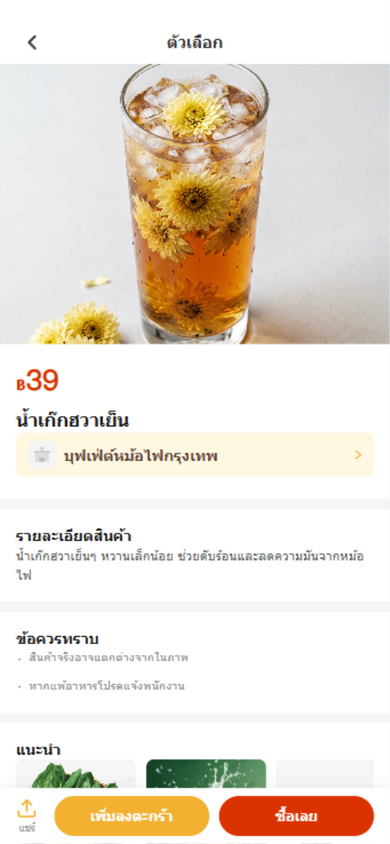 ตัวเลือก
฿39
น้ำเก๊กฮวยเย็น
บุฟเฟ่ต์หม้อไฟกรุงเทพ
รายละเอียดสินค้า
น้ำเก๊กฮวยเย็นๆ หวานเล็กน้อย ช่วยดับร้อนและลดความมันจากหม้อ
ไฟ
ข้อควรทราบ
· สินค้าจริงอาจแตกต่างจากในภาพ
· หากแพ้อาหารโปรดแจ้งพนักงาน
แนะนำ
แชร์
เพิ่มลงตะกร้า
ซื้อเลย